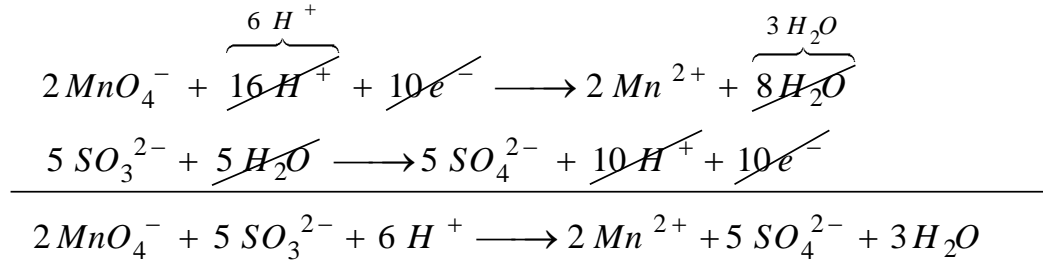 6 H⁺ 3 H₂O
2 MnO₄⁻ + 16 H⁺ + 10 e⁻ ⟶ 2 Mn²⁺ + 8 H₂O
5 SO₃²⁻ + 5 H₂O ⟶ 5 SO₄²⁻ + 10 H⁺ + 10 e⁻
2 MnO₄⁻ + 5 SO₃²⁻ + 6 H⁺ ⟶ 2 Mn²⁺ + 5 SO₄²⁻ + 3 H₂O